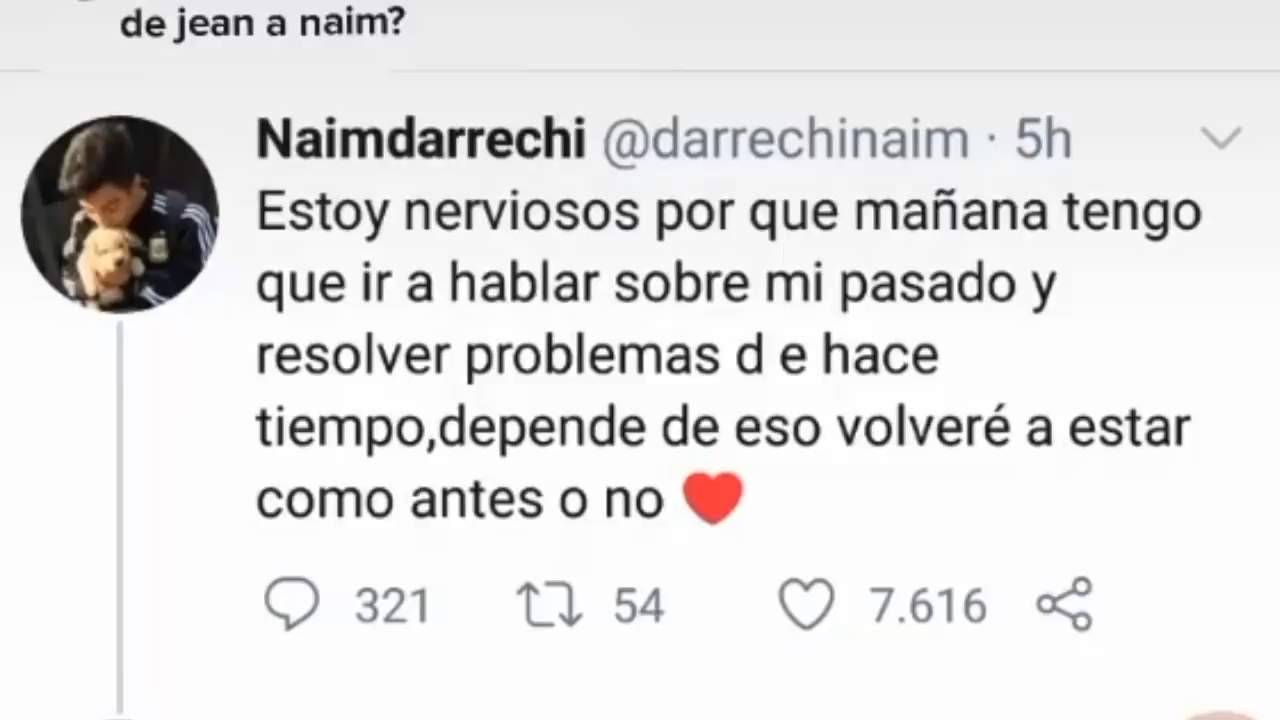 de jean a naim?
Naimdarrechi @darrechinaim · 5h
Estoy nerviosos por que mañana tengo
que ir a hablar sobre mi pasado y
resolver problemas d e hace
tiempo,depende de eso volveré a estar
como antes o no ❤
321 54 7.616